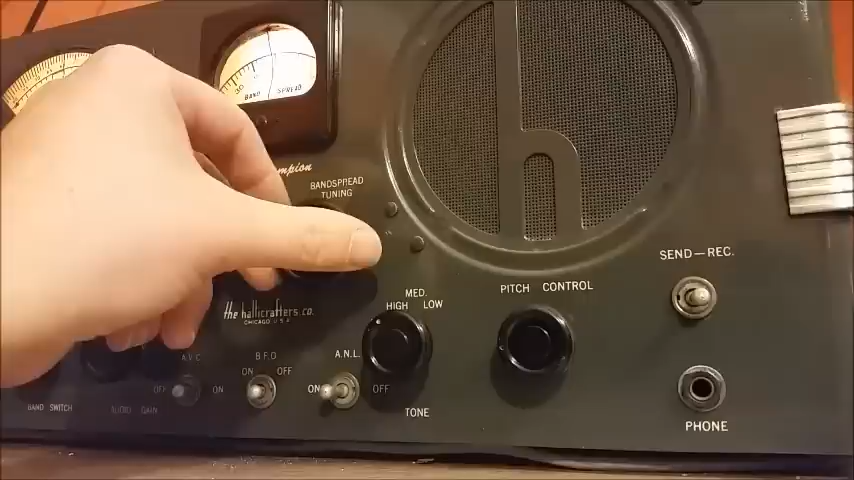 30
BAND SPREAD
BANDSPREAD
TUNING
SEND—REC.
PITCH CONTROL
MED.
HIGH LOW
the hallicrafters co.
CHICAGO U.S.A.
A.V.C.
B.F.O
A.N.L.
OFF ON
ON OFF
ON OFF
BAND SWITCH
AUDIO GAIN
TONE
PHONE